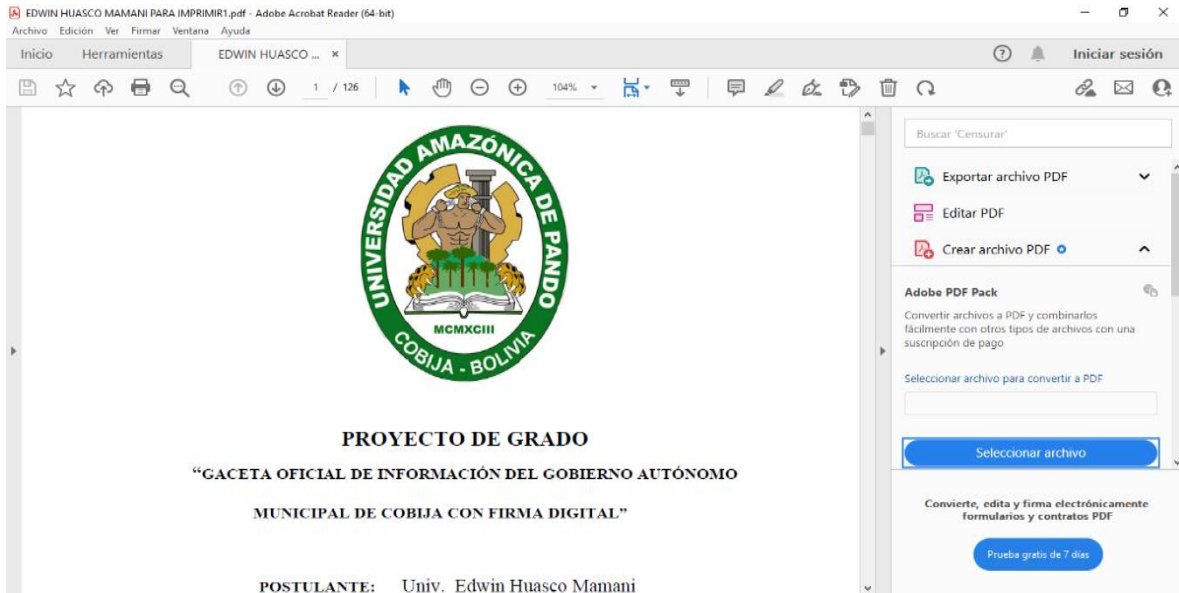 EDWIN HUASCO MAMANI PARA IMPRIMIR1.pdf - Adobe Acrobat Reader (64-bit)
Archivo Edición Ver Firmar Ventana Ayuda
Inicio Herramientas EDWIN HUASCO ... × ? Iniciar sesión
1 / 126 104%
UNIVERSIDAD AMAZÓNICA DE PANDO
MCMXCIII
COBIJA - BOLIVIA
PROYECTO DE GRADO
“GACETA OFICIAL DE INFORMACIÓN DEL GOBIERNO AUTÓNOMO
MUNICIPAL DE COBIJA CON FIRMA DIGITAL”
POSTULANTE: Univ. Edwin Huasco Mamani
Buscar 'Censurar'
Exportar archivo PDF
Editar PDF
Crear archivo PDF
Adobe PDF Pack
Convertir archivos a PDF y combinarlos
fácilmente con otros tipos de archivos con una
suscripción de pago
Seleccionar archivo para convertir a PDF
Seleccionar archivo
Convierte, edita y firma electrónicamente
formularios y contratos PDF
Prueba gratis de 7 días